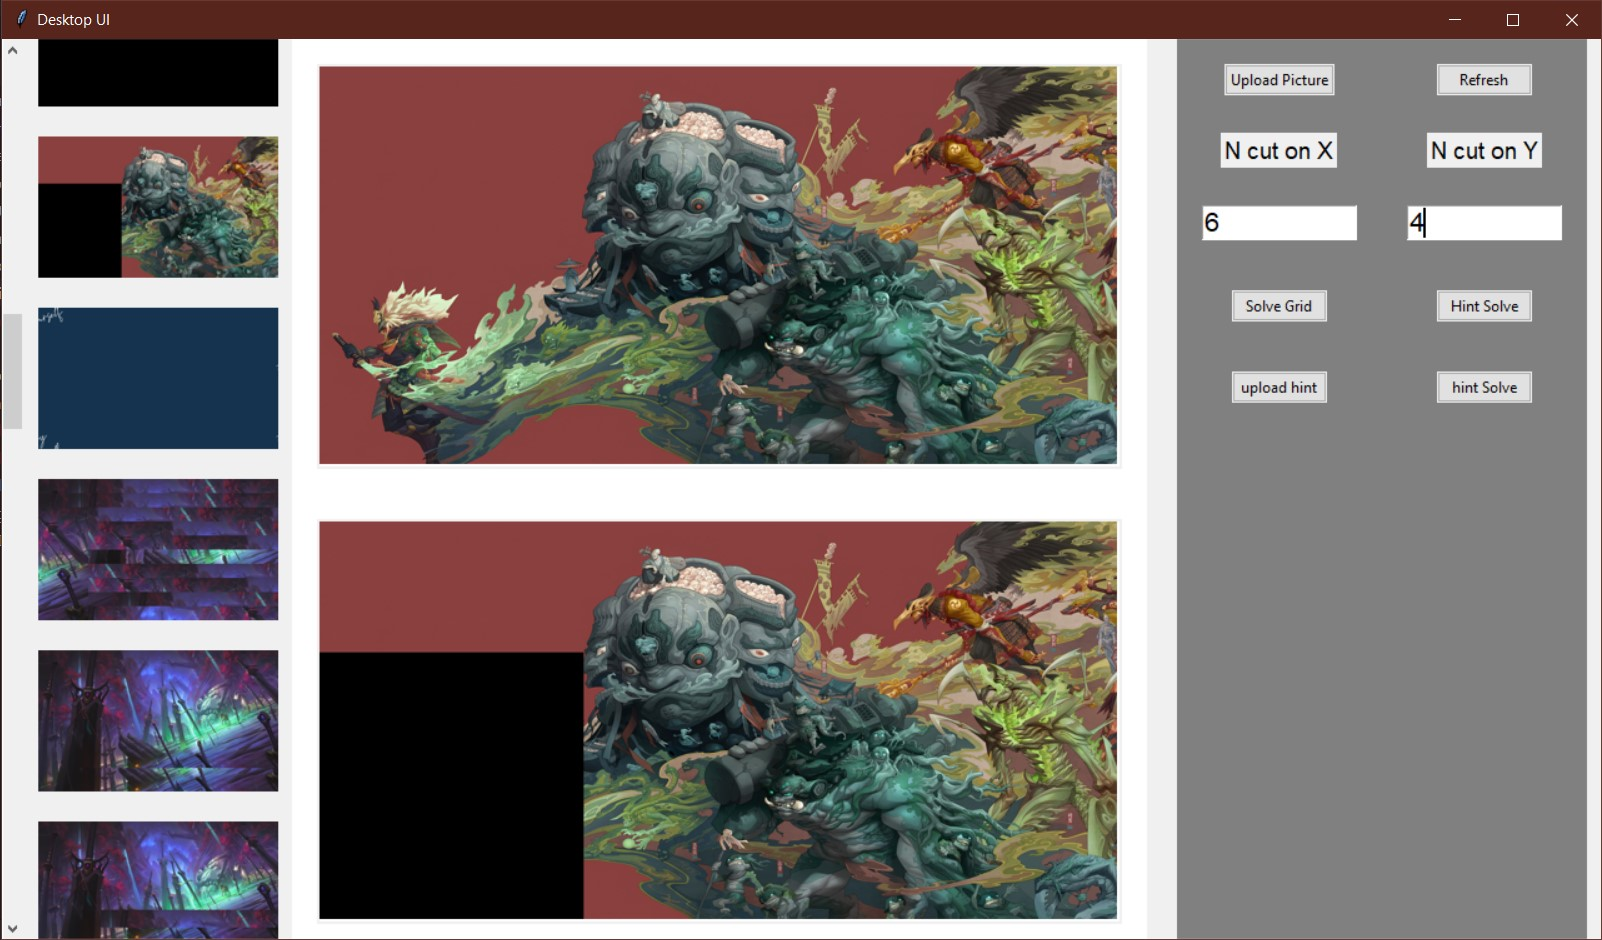 Desktop UI
Upload Picture
Refresh
N cut on X
N cut on Y
6
4
Solve Grid
Hint Solve
upload hint
hint Solve